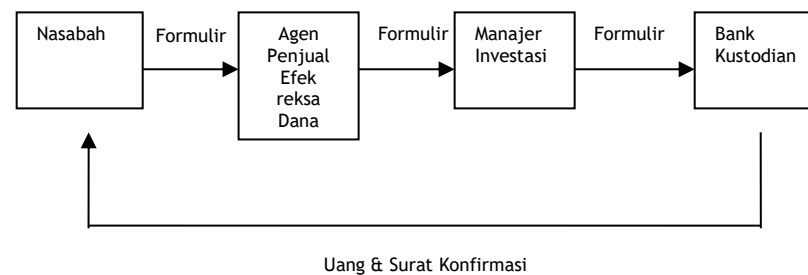 Nasabah
Formulir
Agen
Penjual
Efek
reksa
Dana
Formulir
Manajer
Investasi
Formulir
Bank
Kustodian
Uang & Surat Konfirmasi